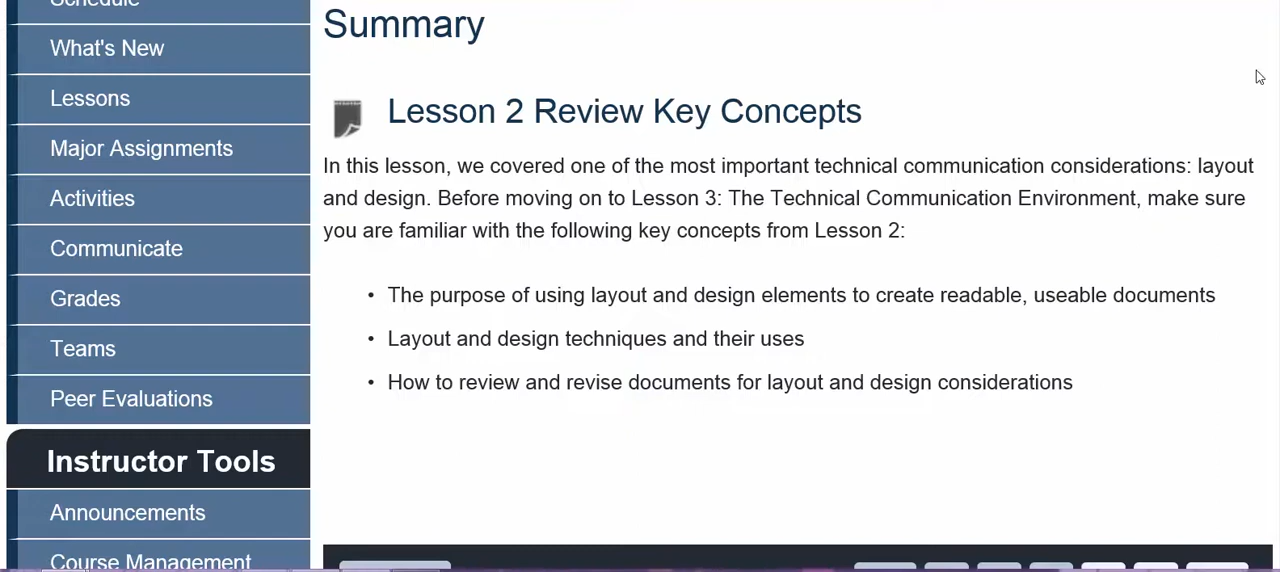 Schedule
What's New
Lessons
Major Assignments
Activities
Communicate
Grades
Teams
Peer Evaluations
Instructor Tools
Announcements
Course Management
Summary
Lesson 2 Review Key Concepts
In this lesson, we covered one of the most important technical communication considerations: layout
and design. Before moving on to Lesson 3: The Technical Communication Environment, make sure
you are familiar with the following key concepts from Lesson 2:
• The purpose of using layout and design elements to create readable, useable documents
• Layout and design techniques and their uses
• How to review and revise documents for layout and design considerations